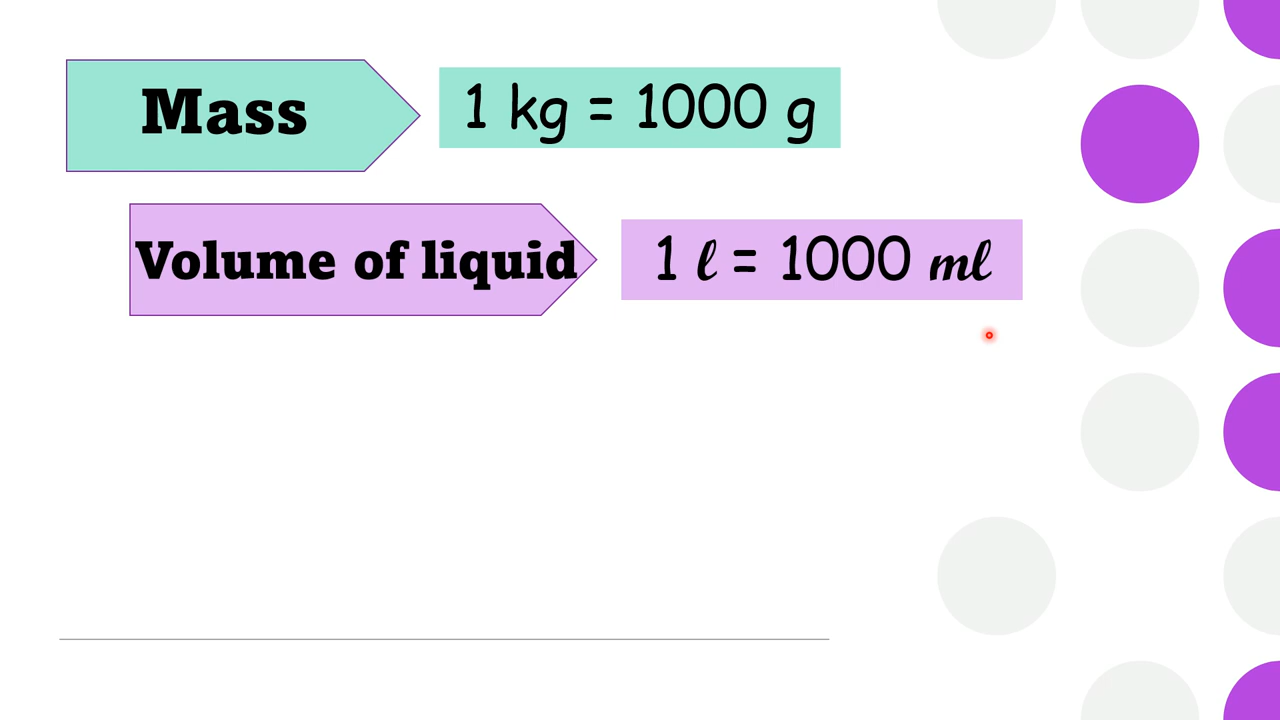 Mass
1 kg = 1000 g
Volume of liquid
1 ℓ = 1000 mℓ